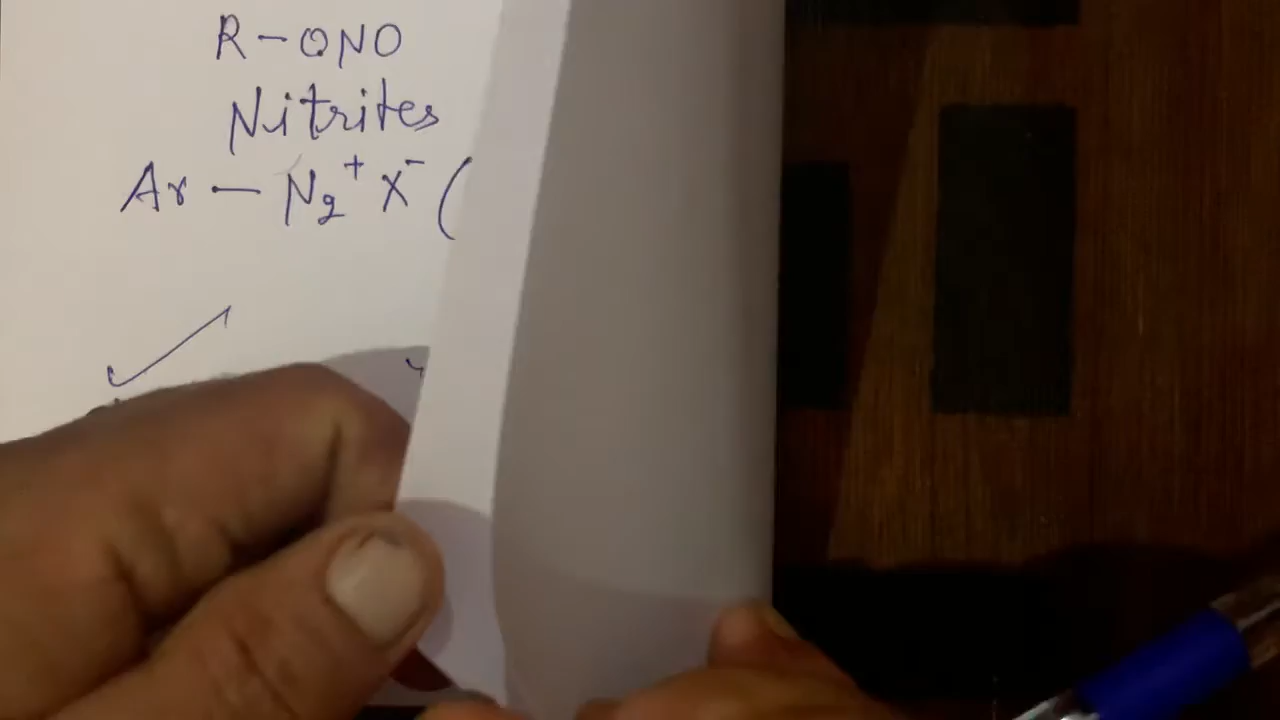 R-ONO
Nitrites
Ar - N2+ X- (